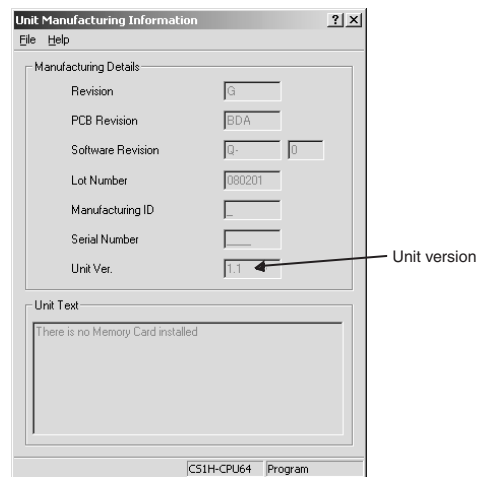 Unit Manufacturing Information
File Help
Manufacturing Details
Revision G
PCB Revision BDA
Software Revision Q- 0
Lot Number 080201
Manufacturing ID _
Serial Number ___
Unit Ver. 1.1
Unit version
Unit Text
There is no Memory Card installed
CS1H-CPU64 Program